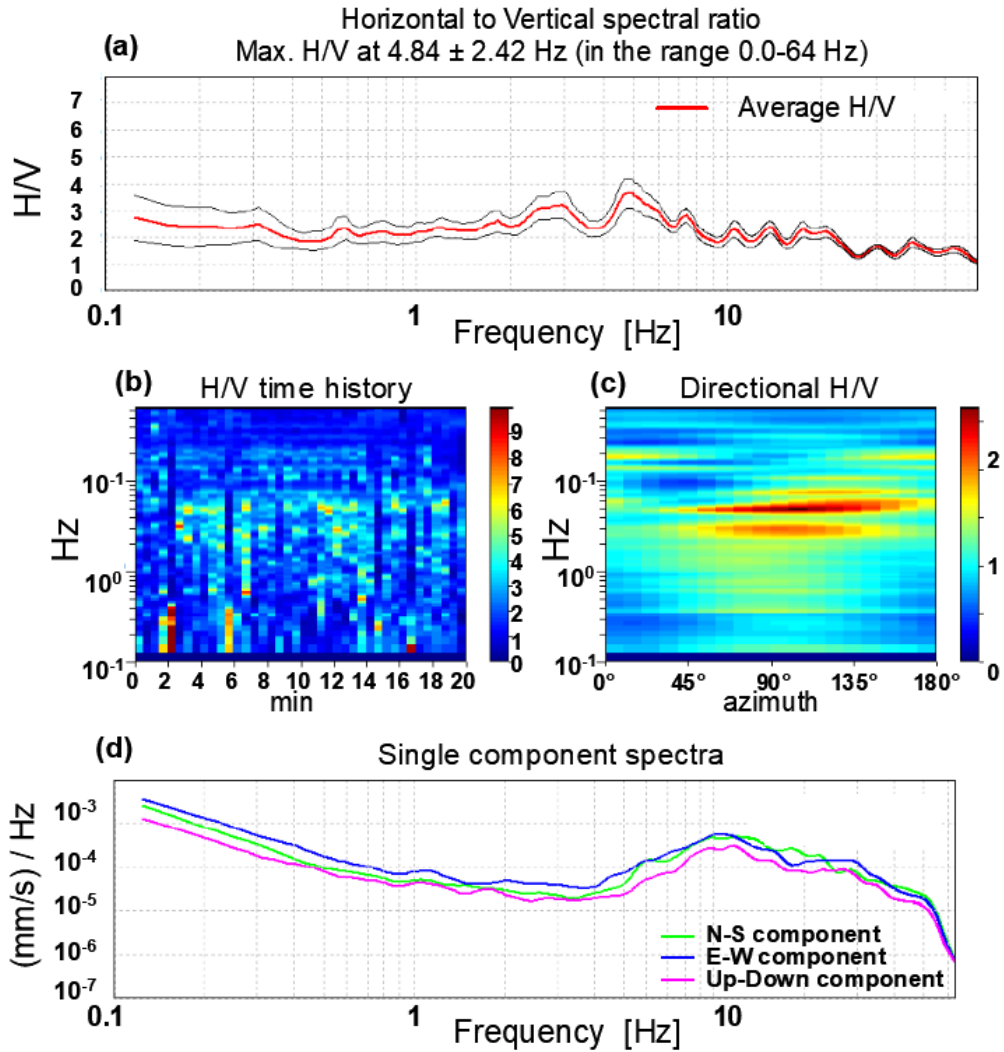 Horizontal to Vertical spectral ratio
(a)
Max. H/V at 4.84 ± 2.42 Hz (in the range 0.0-64 Hz)
Average H/V
H/V
7
6
5
4
3
2
1
0
0.1 1 10
Frequency [Hz]
(b) H/V time history
Hz
10-1
100
10-1
0 2 4 6 8 10 12 14 16 18 20
min
9
8
7
6
5
4
3
2
1
0
(c) Directional H/V
Hz
10-1
100
10-1
0° 45° 90° 135° 180°
azimuth
2
1
0
(d) Single component spectra
(mm/s) / Hz
10-3
10-4
10-5
10-6
10-7
N-S component
E-W component
Up-Down component
0.1 1 10
Frequency [Hz]